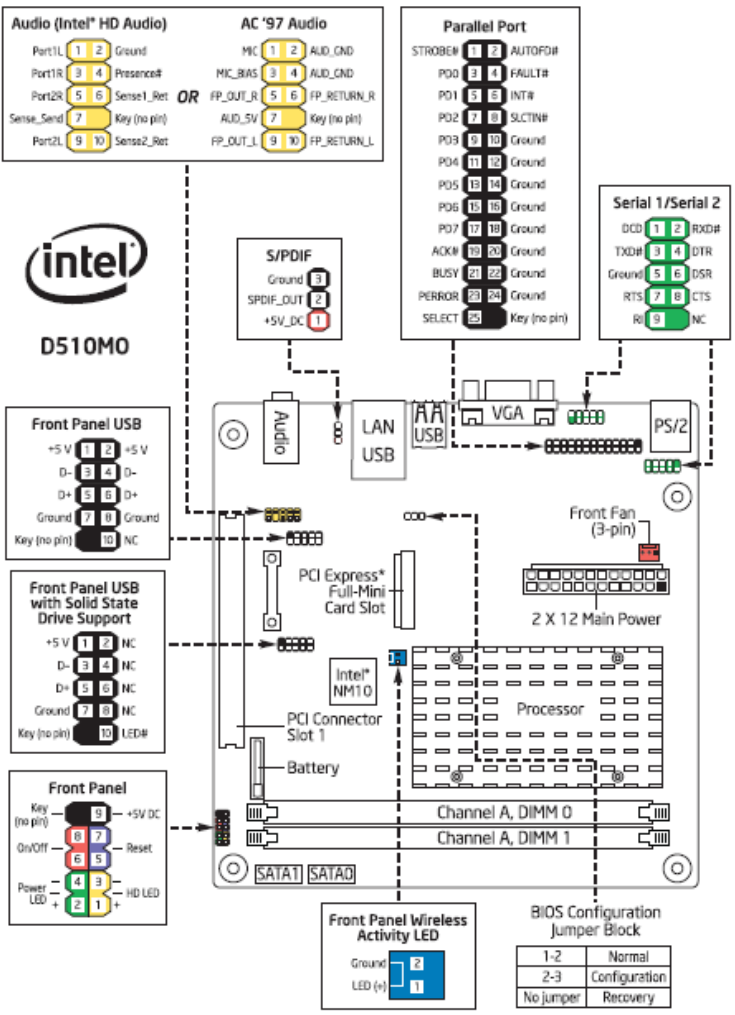 Audio (Intel® HD Audio)
Port1L 1 2 Ground
Port1R 3 4 Presence#
Port2R 5 6 Sense1_Ret
Sense_Send 7 Key (no pin)
Port2L 9 10 Sense2_Ret
OR
AC '97 Audio
MIC 1 2 AUD_GND
MIC_BIAS 3 4 AUD_GND
FP_OUT_R 5 6 FP_RETURN_R
AUD_5V 7 Key (no pin)
FP_OUT_L 9 10 FP_RETURN_L
Parallel Port
STROBE# 1 2 AUTOFD#
PD0 3 4 FAULT#
PD1 5 6 INT#
PD2 7 8 SLCTIN#
PD3 9 10 Ground
PD4 11 12 Ground
PD5 13 14 Ground
PD6 15 16 Ground
PD7 17 18 Ground
ACK# 19 20 Ground
BUSY 21 22 Ground
PERROR 23 24 Ground
SELECT 25 Key (no pin)
Serial 1/Serial 2
DCD 1 2 RXD#
TXD# 3 4 DTR
Ground 5 6 DSR
RTS 7 8 CTS
RI 9 NC
intel
D510MO
S/PDIF
Ground 3
SPDIF_OUT 2
+5V_DC 1
Front Panel USB
+5 V 1 2 +5 V
D- 3 4 D-
D+ 5 6 D+
Ground 7 8 Ground
Key (no pin) 10 NC
Front Panel USB
with Solid State
Drive Support
+5 V 1 2 NC
D- 3 4 NC
D+ 5 6 NC
Ground 7 8 NC
Key (no pin) 10 LED#
Front Panel
Key
(no pin) 9 +5V DC
8 7
On/Off Reset
6 5
4 3
Power
LED HD LED
+ 2 1 +
Audio
LAN
USB
USB
VGA
PS/2
Front Fan
(3-pin)
2 X 12 Main Power
PCI Express*
Full-Mini
Card Slot
Intel®
NM10
Processor
PCI Connector
Slot 1
Battery
Channel A, DIMM 0
Channel A, DIMM 1
SATA1 SATA0
Front Panel Wireless
Activity LED
Ground 2
LED (+) 1
BIOS Configuration
Jumper Block
1-2 Normal
2-3 Configuration
No jumper Recovery